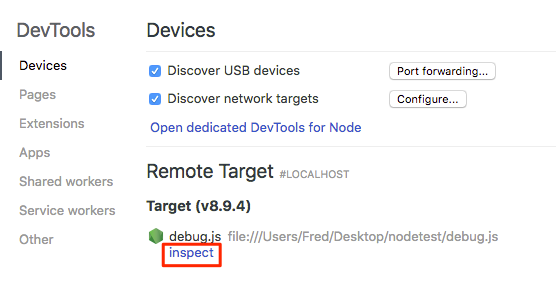 DevTools
Devices
Pages
Extensions
Apps
Shared workers
Service workers
Other
Devices
Discover USB devices
Port forwarding...
Discover network targets
Configure...
Open dedicated DevTools for Node
Remote Target #LOCALHOST
Target (v8.9.4)
debug.js file:///Users/Fred/Desktop/nodetest/debug.js
inspect